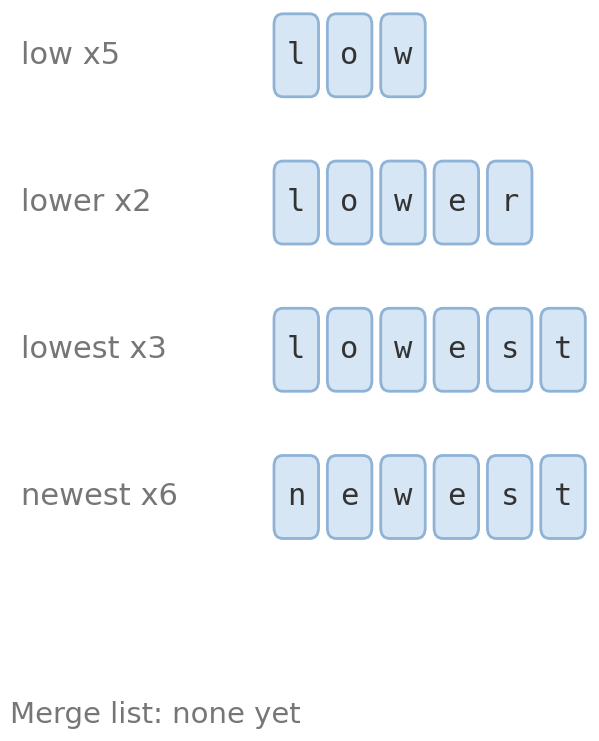 low x5 l o w
lower x2 l o w e r
lowest x3 l o w e s t
newest x6 n e w e s t
Merge list: none yet